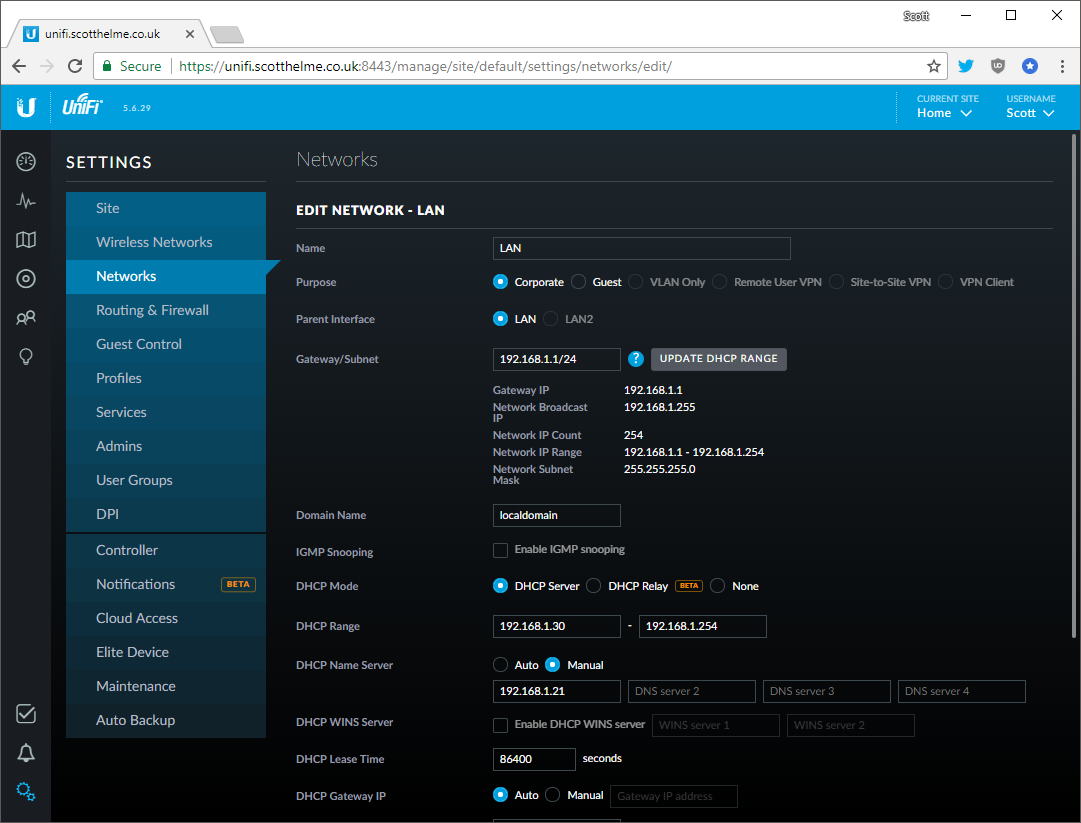 Scott
unifi.scotthelme.co.uk
Secure https://unifi.scotthelme.co.uk:8443/manage/site/default/settings/networks/edit/
UniFi 5.6.29
CURRENT SITE
Home
USERNAME
Scott
SETTINGS
Site
Wireless Networks
Networks
Routing & Firewall
Guest Control
Profiles
Services
Admins
User Groups
DPI
Controller
Notifications BETA
Cloud Access
Elite Device
Maintenance
Auto Backup
Networks
EDIT NETWORK - LAN
Name LAN
Purpose Corporate Guest VLAN Only Remote User VPN Site-to-Site VPN VPN Client
Parent Interface LAN LAN2
Gateway/Subnet 192.168.1.1/24 ? UPDATE DHCP RANGE
Gateway IP 192.168.1.1
Network Broadcast 192.168.1.255
IP
Network IP Count 254
Network IP Range 192.168.1.1 - 192.168.1.254
Network Subnet 255.255.255.0
Mask
Domain Name localdomain
IGMP Snooping Enable IGMP snooping
DHCP Mode DHCP Server DHCP Relay BETA None
DHCP Range 192.168.1.30 - 192.168.1.254
DHCP Name Server Auto Manual
192.168.1.21 DNS server 2 DNS server 3 DNS server 4
DHCP WINS Server Enable DHCP WINS server WINS server 1 WINS server 2
DHCP Lease Time 86400 seconds
DHCP Gateway IP Auto Manual Gateway IP address